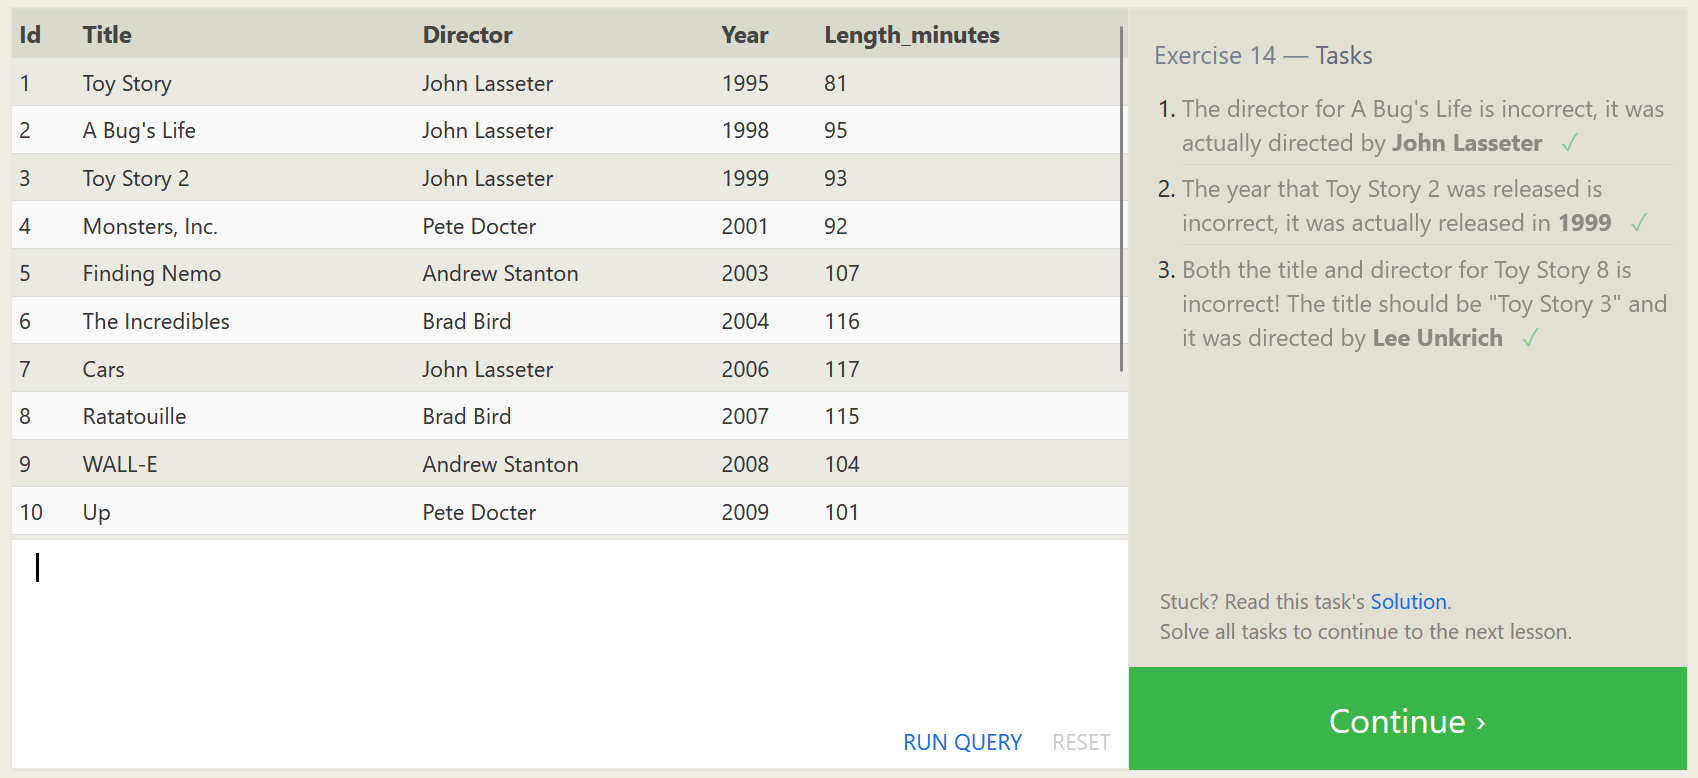 Id Title Director Year Length_minutes
1 Toy Story John Lasseter 1995 81
2 A Bug's Life John Lasseter 1998 95
3 Toy Story 2 John Lasseter 1999 93
4 Monsters, Inc. Pete Docter 2001 92
5 Finding Nemo Andrew Stanton 2003 107
6 The Incredibles Brad Bird 2004 116
7 Cars John Lasseter 2006 117
8 Ratatouille Brad Bird 2007 115
9 WALL-E Andrew Stanton 2008 104
10 Up Pete Docter 2009 101
RUN QUERY RESET
Exercise 14 — Tasks
1. The director for A Bug's Life is incorrect, it was
actually directed by John Lasseter ✓
2. The year that Toy Story 2 was released is
incorrect, it was actually released in 1999 ✓
3. Both the title and director for Toy Story 8 is
incorrect! The title should be "Toy Story 3" and
it was directed by Lee Unkrich ✓
Stuck? Read this task's Solution.
Solve all tasks to continue to the next lesson.
Continue ›